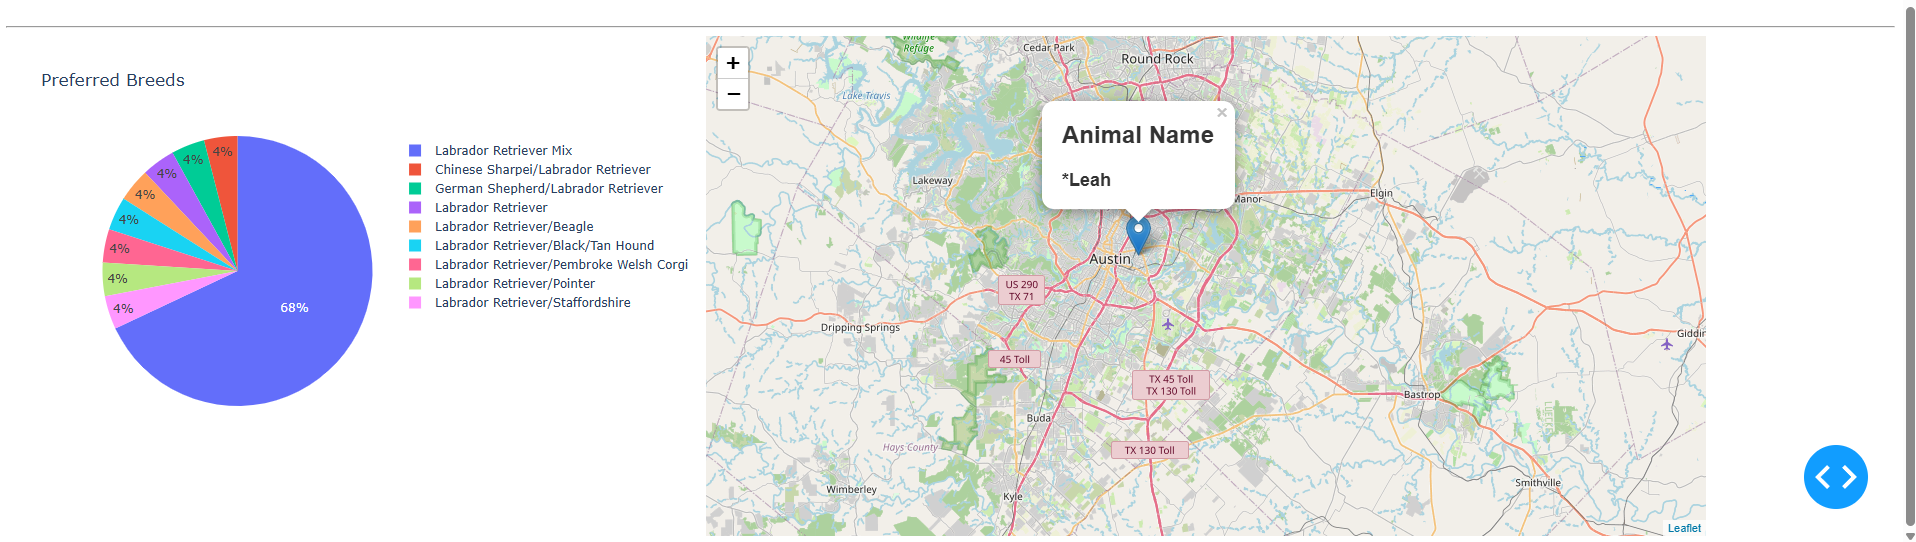 Preferred Breeds
4%
4%
4%
4%
4%
4%
4%
4%
68%
Labrador Retriever Mix
Chinese Sharpei/Labrador Retriever
German Shepherd/Labrador Retriever
Labrador Retriever
Labrador Retriever/Beagle
Labrador Retriever/Black/Tan Hound
Labrador Retriever/Pembroke Welsh Corgi
Labrador Retriever/Pointer
Labrador Retriever/Staffordshire
+
−
Wildlife
Refuge
Cedar Park
Round Rock
Lake Travis
×
Animal Name
*Leah
Lakeway
Manor
Elgin
Austin
US 290
TX 71
Dripping Springs
45 Toll
TX 45 Toll
TX 130 Toll
Bastrop
Buda
Hays County
TX 130 Toll
Wimberley
Kyle
Smithville
Leaflet